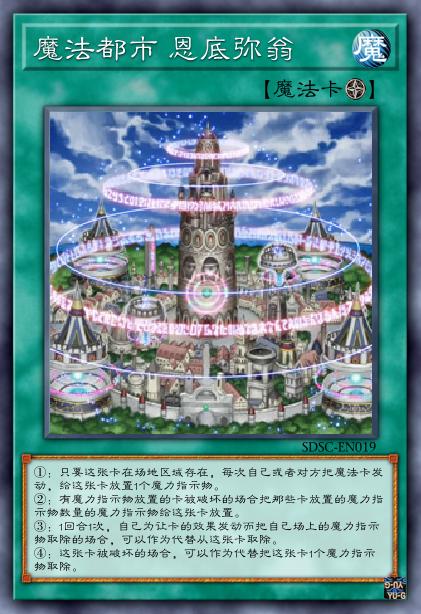 魔法都市 恩底弥翁
魔
【魔法卡】
SDSC-EN019
①：只要这张卡在场地区域存在，每次自己或者对方把魔法卡发
动，给这张卡放置1个魔力指示物。
②：有魔力指示物放置的卡被破坏的场合把那些卡放置的魔力指
示物数量的魔力指示物给这张卡放置。
③：1回合1次，自己为让卡的效果发动而把自己场上的魔力指示
物取除的场合，可以作为代替从这张卡取除。
④：这张卡被破坏的场合，可以作为代替把这张卡1个魔力指示
物取除。